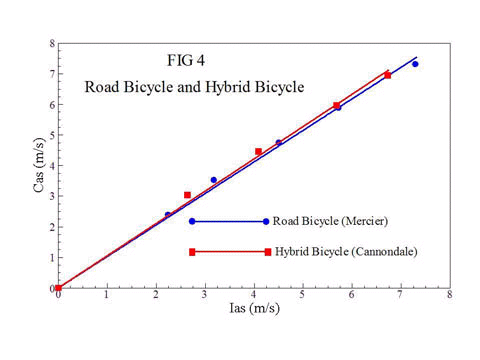 FIG 4
Road Bicycle and Hybrid Bicycle
Cas (m/s)
8
7
6
5
4
3
2
1
0
Road Bicycle (Mercier)
Hybrid Bicycle (Cannondale)
0 1 2 3 4 5 6 7 8
Ias (m/s)